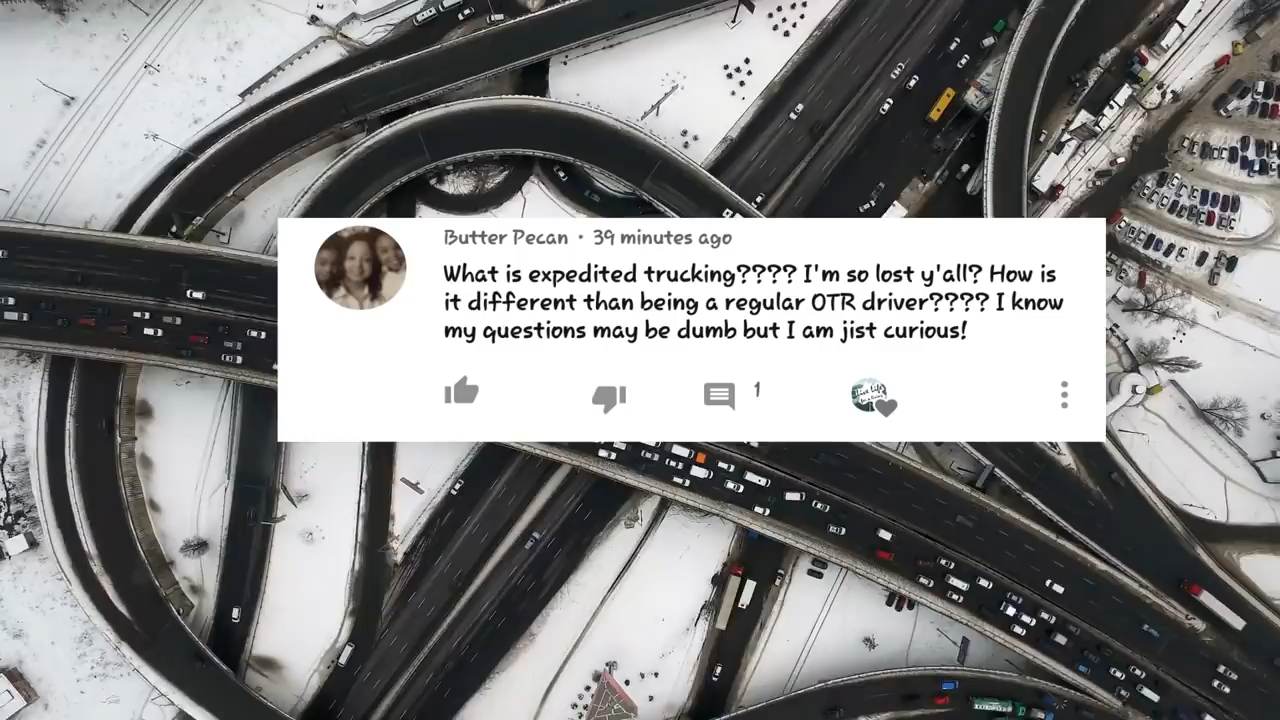 Butter Pecan · 39 minutes ago
What is expedited trucking???? I'm so lost y'all? How is
it different than being a regular OTR driver???? I know
my questions may be dumb but I am jist curious!
1